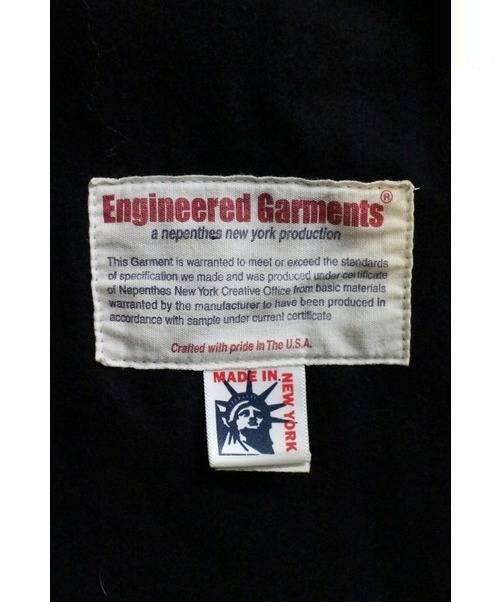 Engineered Garments®
a nepenthes new york production
This Garment is warranted to meet or exceed the standards
of specification we made and was produced under certificate
of Nepenthes New York Creative Office from basic materials
warranted by the manufacturer to have been produced in
accordance with sample under current certificate
Crafted with pride in The U.S.A.
MADE IN
NEW YORK